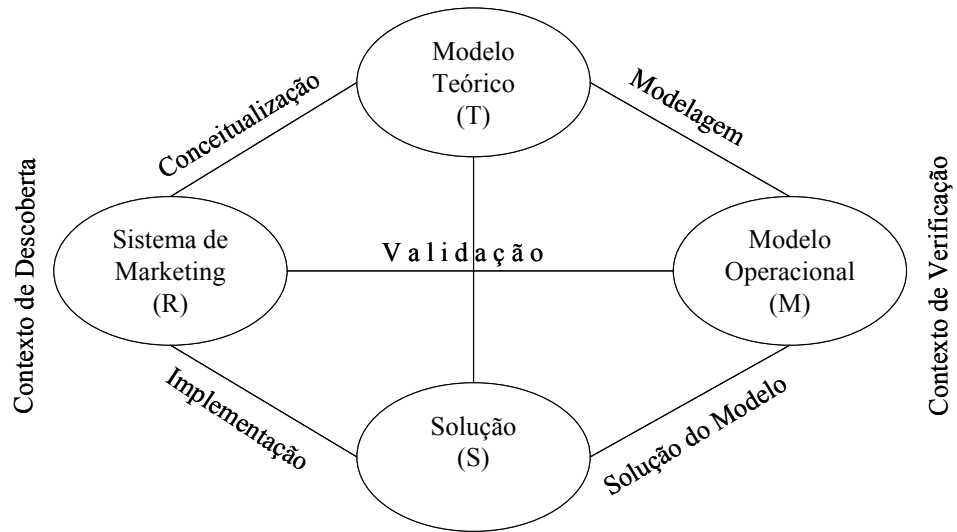 Modelo
Teórico
(T)
Conceitualização
Modelagem
Contexto de Descoberta
Sistema de
Marketing
(R)
Validação
Modelo
Operacional
(M)
Contexto de Verificação
Implementação
Solução
(S)
Solução do Modelo